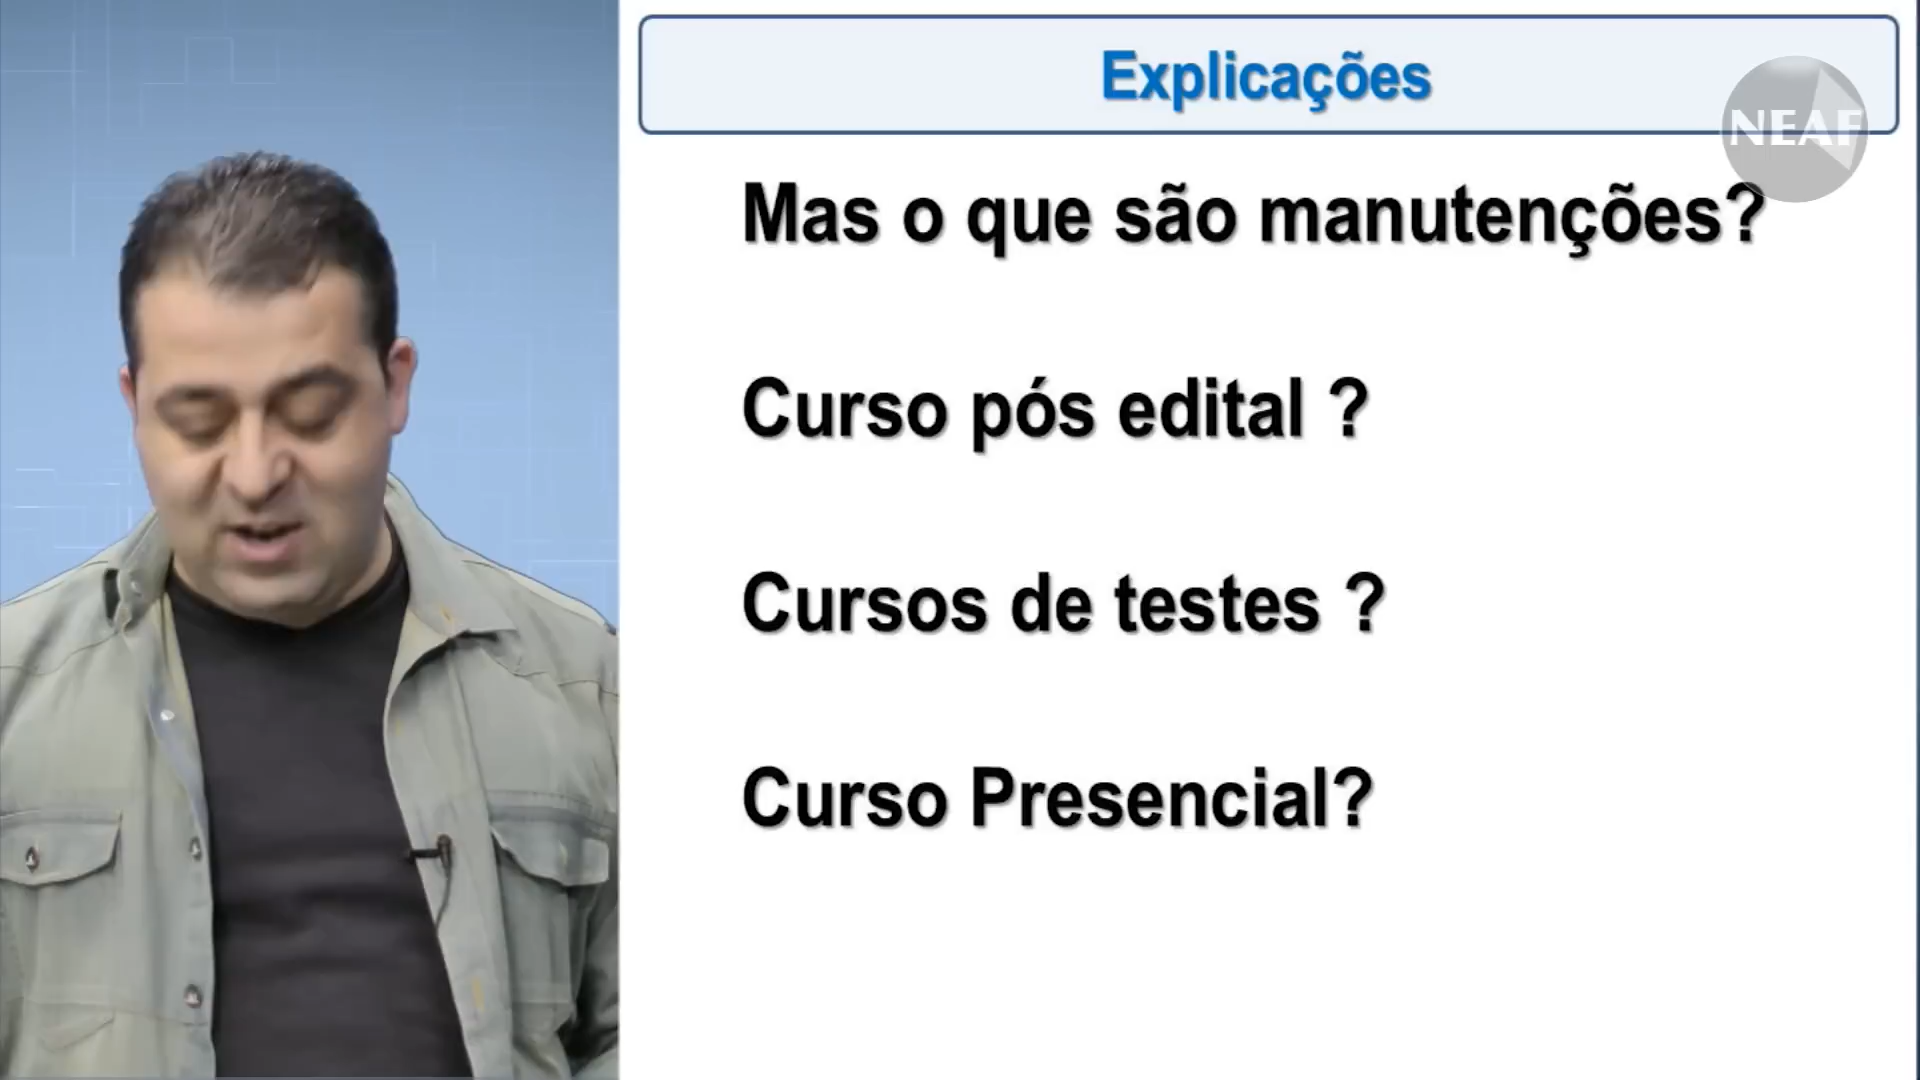 Explicações
NEAF
Mas o que são manutenções?
Curso pós edital ?
Cursos de testes ?
Curso Presencial?